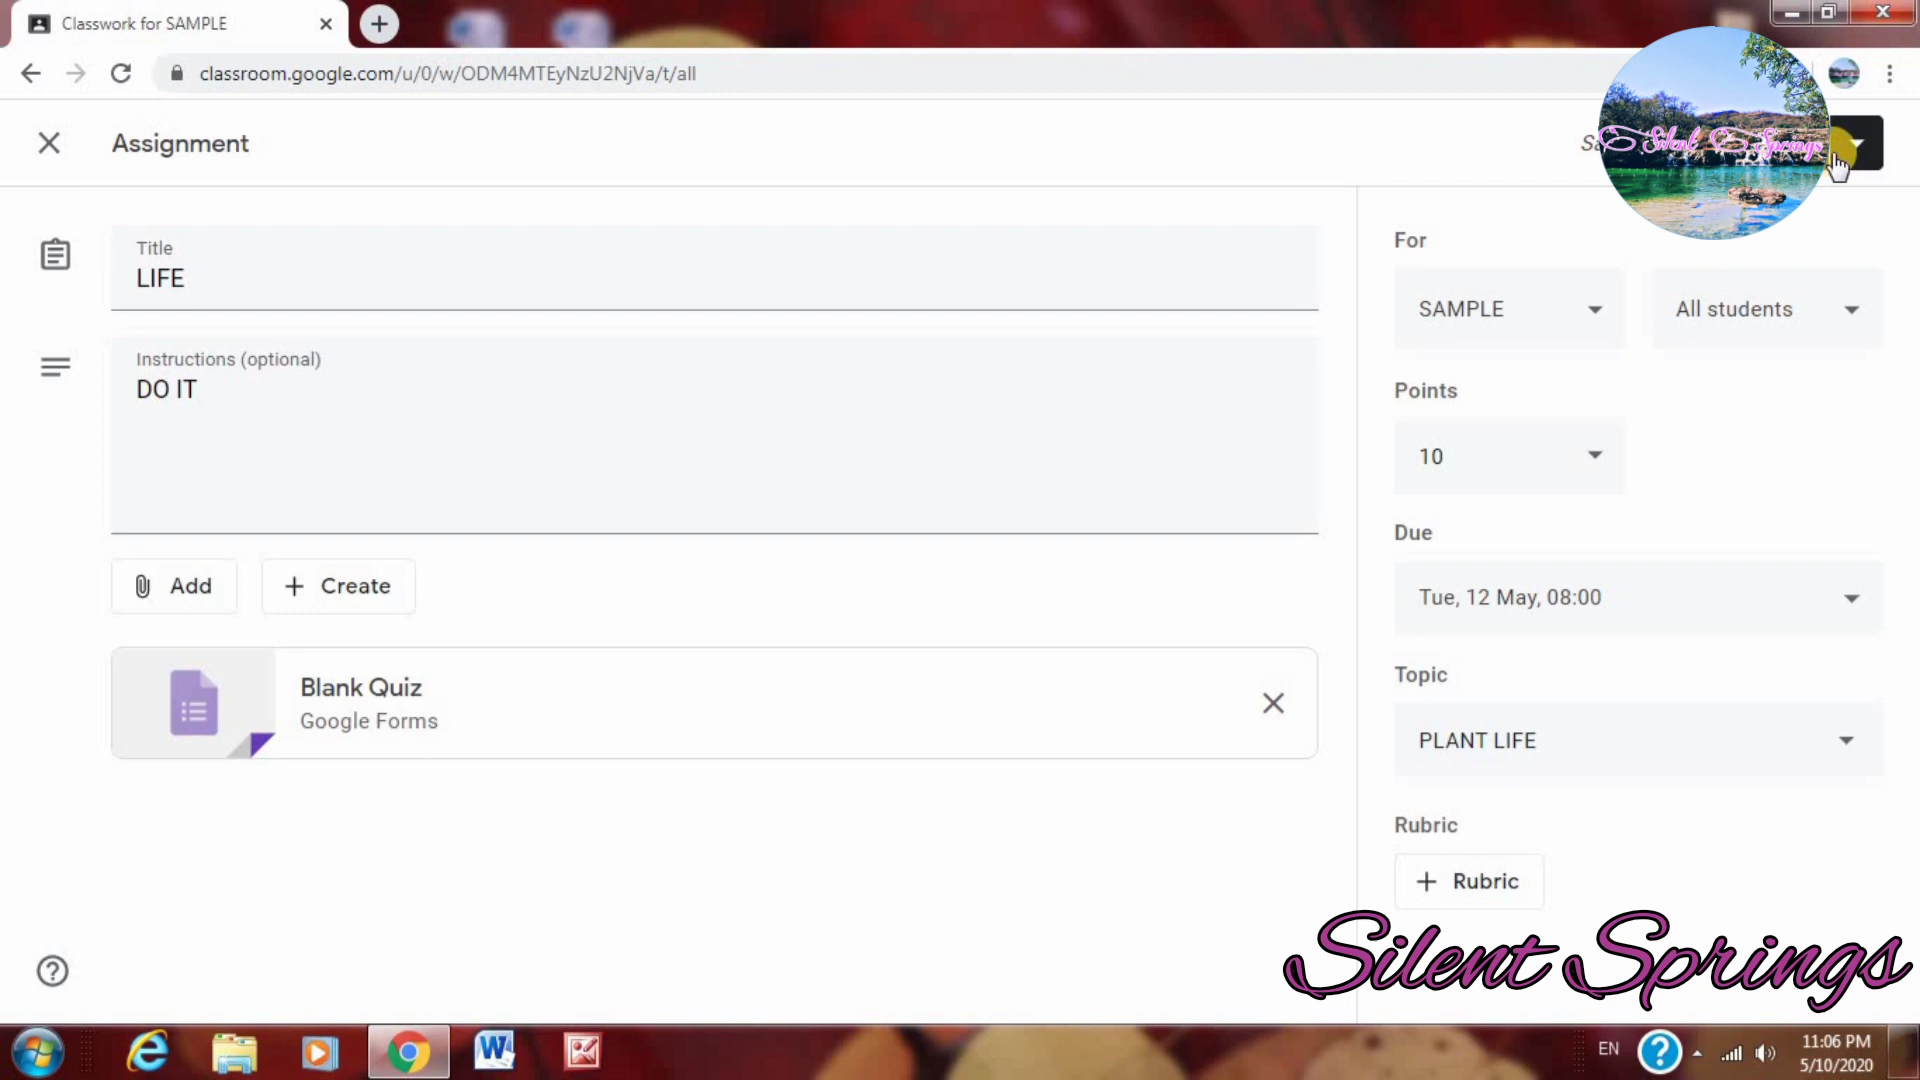 Classwork for SAMPLE
classroom.google.com/u/0/w/ODM4MTEyNzU2NjVa/t/all
Assignment
Silent Springs
Title
LIFE
Instructions (optional)
DO IT
Add
Create
Blank Quiz
Google Forms
For
SAMPLE
All students
Points
10
Due
Tue, 12 May, 08:00
Topic
PLANT LIFE
Rubric
Rubric
Silent Springs
EN
11:06 PM
5/10/2020